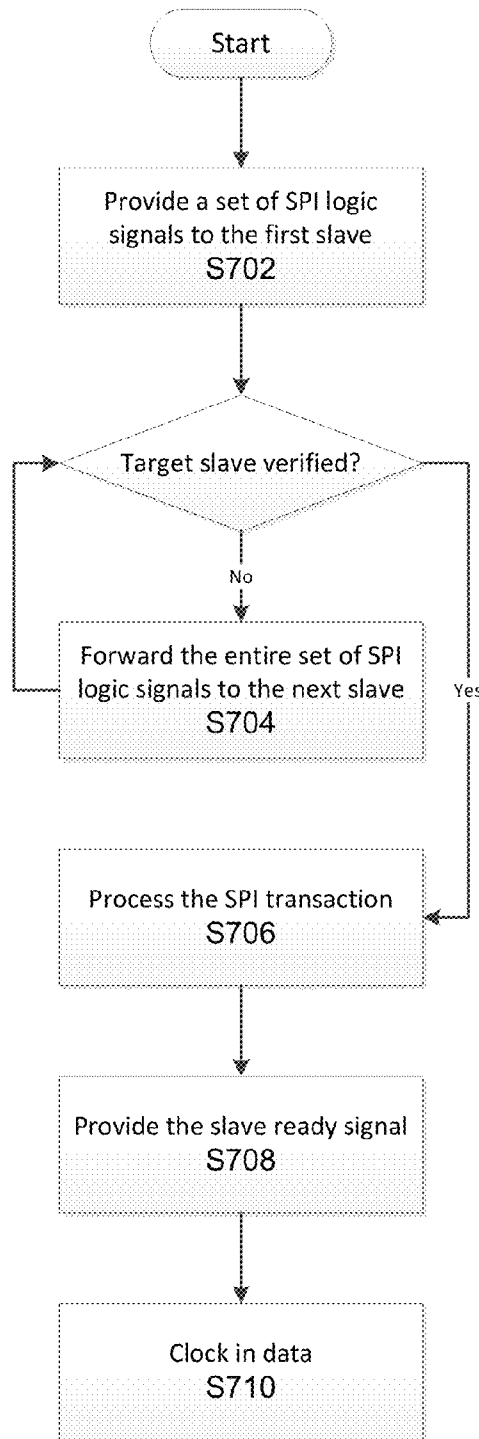 Start
Provide a set of SPI logic
signals to the first slave
S702
Target slave verified?
No
Forward the entire set of SPI
logic signals to the next slave
S704
Yes
Process the SPI transaction
S706
Provide the slave ready signal
S708
Clock in data
S710